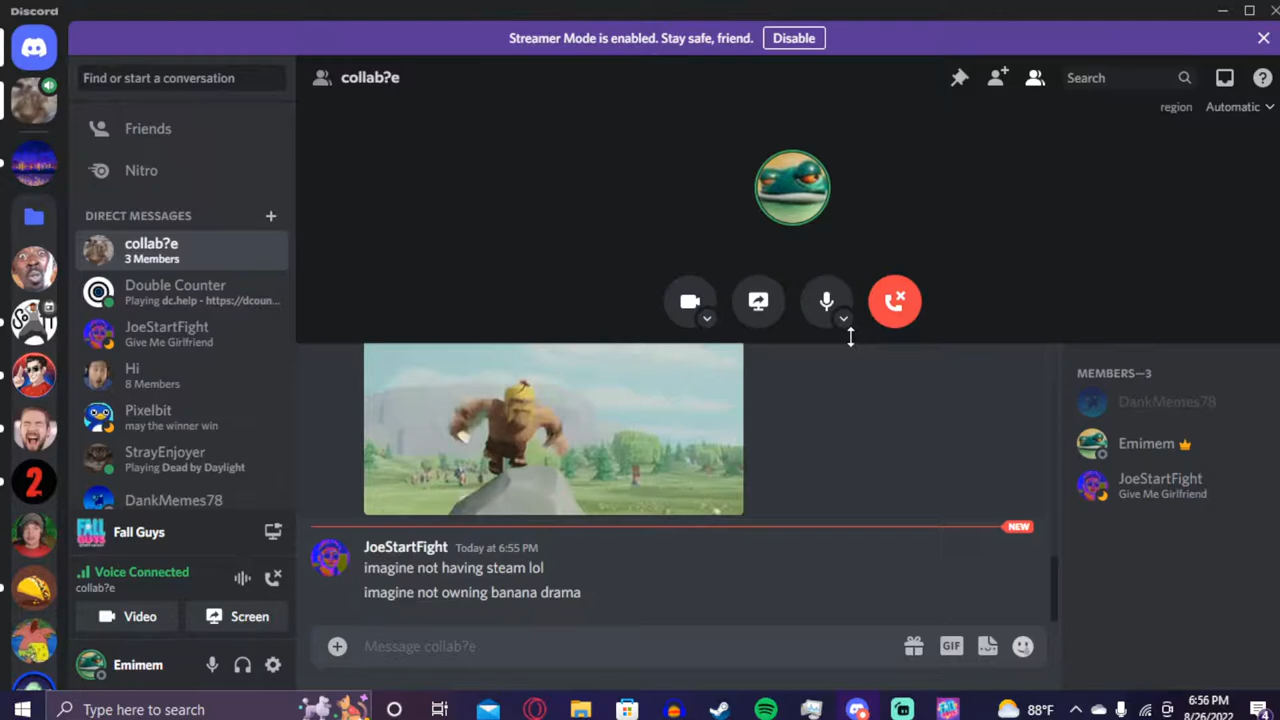 Discord
Streamer Mode is enabled. Stay safe, friend.
Disable
Find or start a conversation
collab?e
Search
region
Automatic
Friends
Nitro
DIRECT MESSAGES
collab?e
3 Members
Double Counter
Playing dc.help - https://dcoun...
JoeStartFight
Give Me Girlfriend
Hi
8 Members
Pixelbit
may the winner win
StrayEnjoyer
Playing Dead by Daylight
DankMemes78
FALL GUYS
Fall Guys
Voice Connected
collab?e
Video
Screen
Emimem
NEW
JoeStartFight Today at 6:55 PM
imagine not having steam lol
imagine not owning banana drama
Message collab?e
GIF
MEMBERS—3
DankMemes78
Emimem
JoeStartFight
Give Me Girlfriend
Type here to search
88°F
6:56 PM
8/26/2022